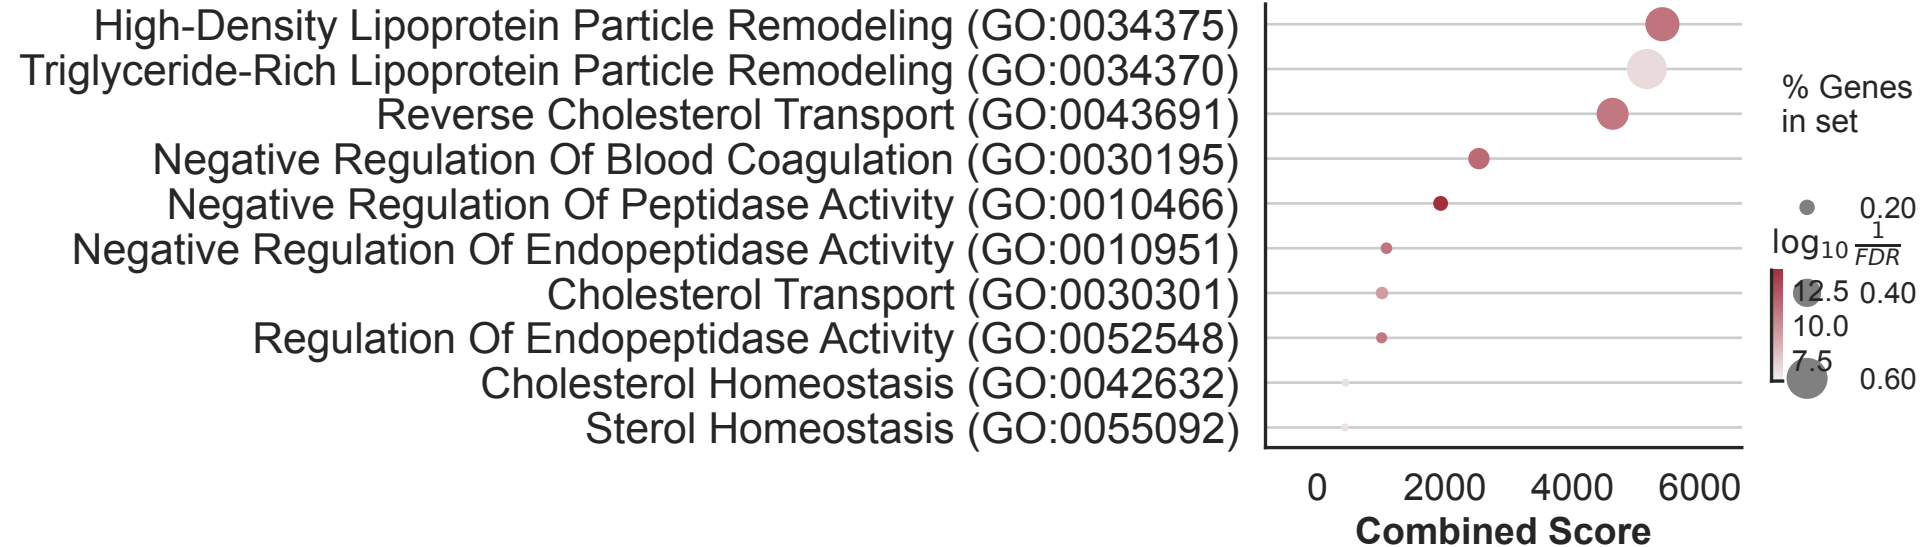 High-Density Lipoprotein Particle Remodeling (GO:0034375)
Triglyceride-Rich Lipoprotein Particle Remodeling (GO:0034370)
Reverse Cholesterol Transport (GO:0043691)
Negative Regulation Of Blood Coagulation (GO:0030195)
Negative Regulation Of Peptidase Activity (GO:0010466)
Negative Regulation Of Endopeptidase Activity (GO:0010951)
Cholesterol Transport (GO:0030301)
Regulation Of Endopeptidase Activity (GO:0052548)
Cholesterol Homeostasis (GO:0042632)
Sterol Homeostasis (GO:0055092)
0 2000 4000 6000
Combined Score
% Genes
in set
0.20
log₁₀ 1/FDR
12.5 0.40
10.0
7.5
0.60